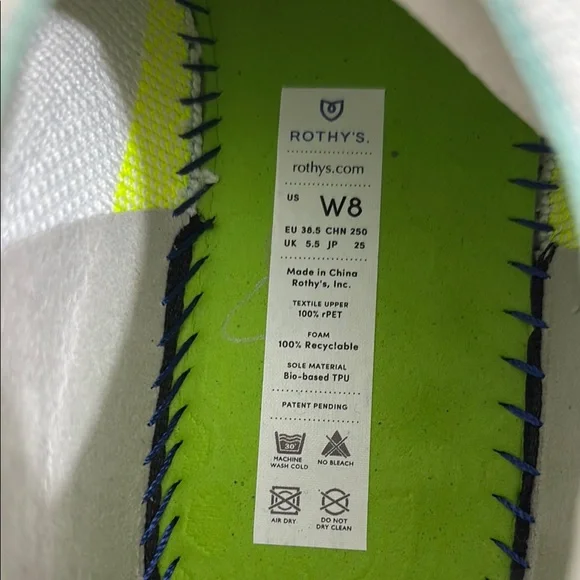 ROTHY'S.
rothys.com
US W8
EU 38.5 CHN 250
UK 5.5 JP 25
Made in China
Rothy's, Inc.
TEXTILE UPPER
100% rPET
FOAM
100% Recyclable
SOLE MATERIAL
Bio-based TPU
PATENT PENDING
30°
MACHINE WASH COLD
NO BLEACH
AIR DRY
DO NOT DRY CLEAN